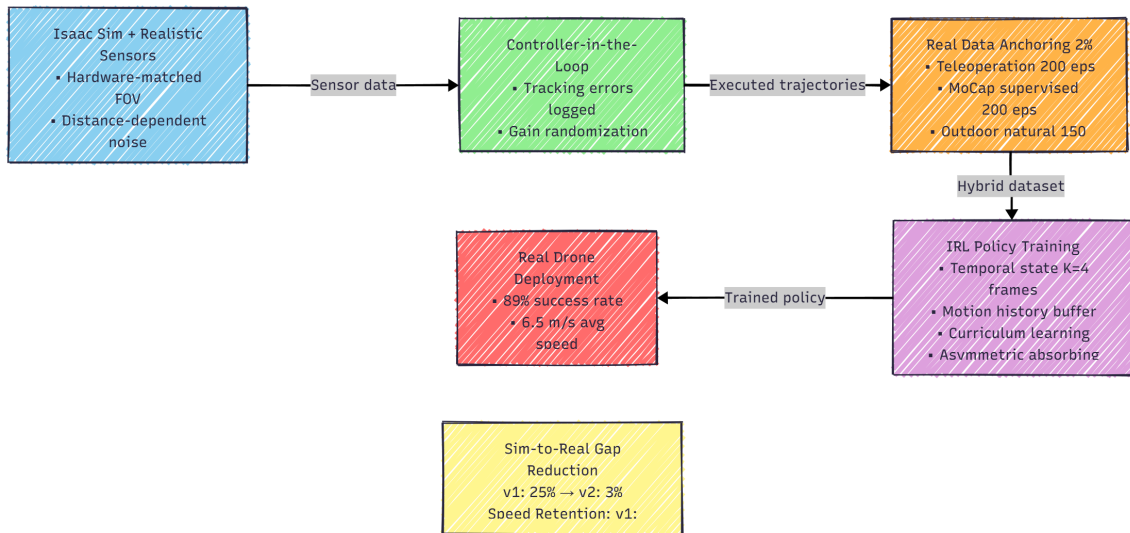 Isaac Sim + Realistic
Sensors
▪ Hardware-matched
FOV
▪ Distance-dependent
noise
Sensor data
Controller-in-the-
Loop
▪ Tracking errors
logged
▪ Gain randomization
Executed trajectories
Real Data Anchoring 2%
▪ Teleoperation 200 eps
▪ MoCap supervised
200 eps
▪ Outdoor natural 150
Hybrid dataset
IRL Policy Training
▪ Temporal state K=4
frames
▪ Motion history buffer
▪ Curriculum learning
▪ Asymmetric absorbing
Trained policy
Real Drone
Deployment
▪ 89% success rate
▪ 6.5 m/s avg
speed
Sim-to-Real Gap
Reduction
v1: 25% → v2: 3%
Speed Retention: v1: